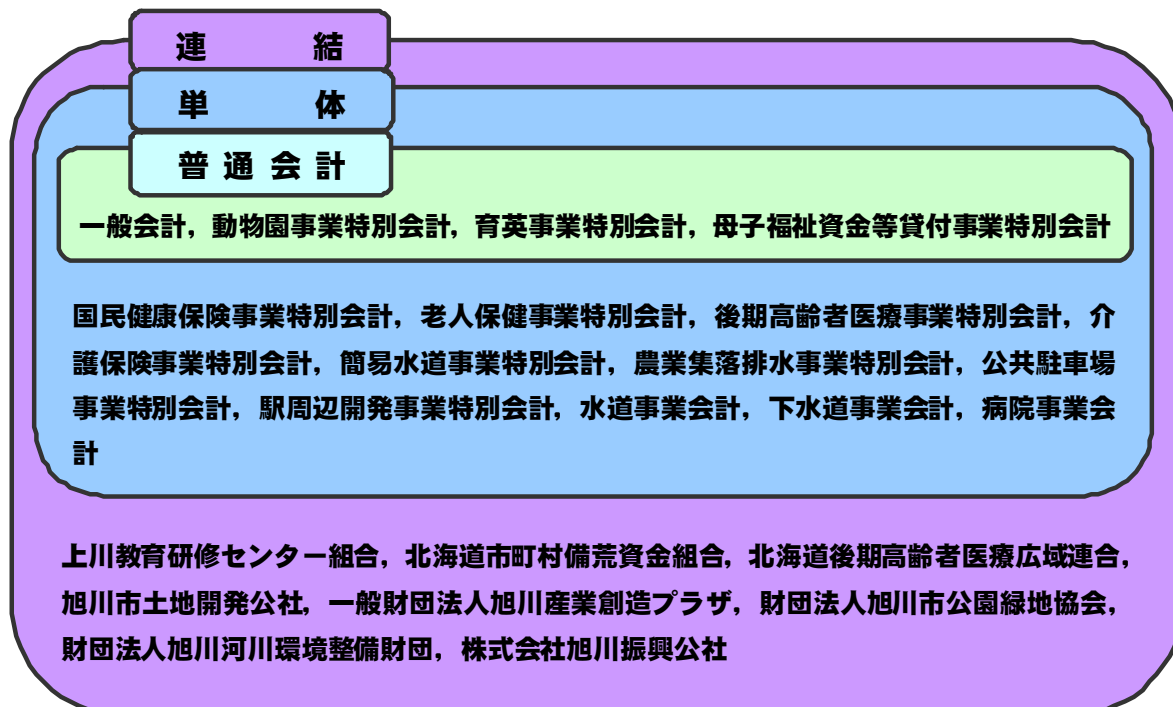 連結
単体
普通会計
一般会計，動物園事業特別会計，育英事業特別会計，母子福祉資金等貸付事業特別会計
国民健康保険事業特別会計，老人保健事業特別会計，後期高齢者医療事業特別会計，介
護保険事業特別会計，簡易水道事業特別会計，農業集落排水事業特別会計，公共駐車場
事業特別会計，駅周辺開発事業特別会計，水道事業会計，下水道事業会計，病院事業会
計
上川教育研修センター組合，北海道市町村備荒資金組合，北海道後期高齢者医療広域連合，
旭川市土地開発公社，一般財団法人旭川産業創造プラザ，財団法人旭川市公園緑地協会，
財団法人旭川河川環境整備財団，株式会社旭川振興公社